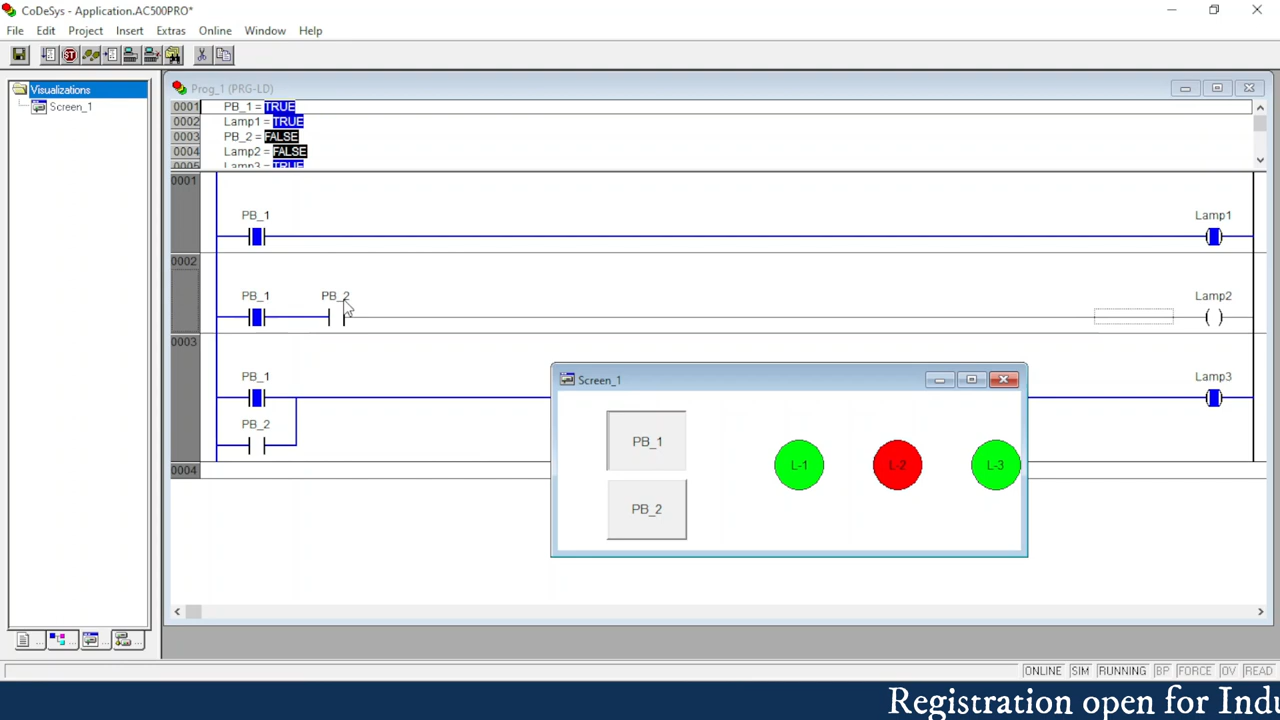 CoDeSys - Application.AC500PRO*
File Edit Project Insert Extras Online Window Help
Visualizations
Screen_1
Prog_1 (PRG-LD)
0001 PB_1 = TRUE
0002 Lamp1 = TRUE
0003 PB_2 = FALSE
0004 Lamp2 = FALSE
0005 Lamp3 = TRUE
0001
PB_1 Lamp1
0002
PB_1 PB_2 Lamp2
0003
PB_1 Lamp3
PB_2
0004
Screen_1
PB_1
L-1 L-2 L-3
PB_2
... ... ... ...
ONLINE SIM RUNNING BP FORCE OV READ
Registration open for Indu